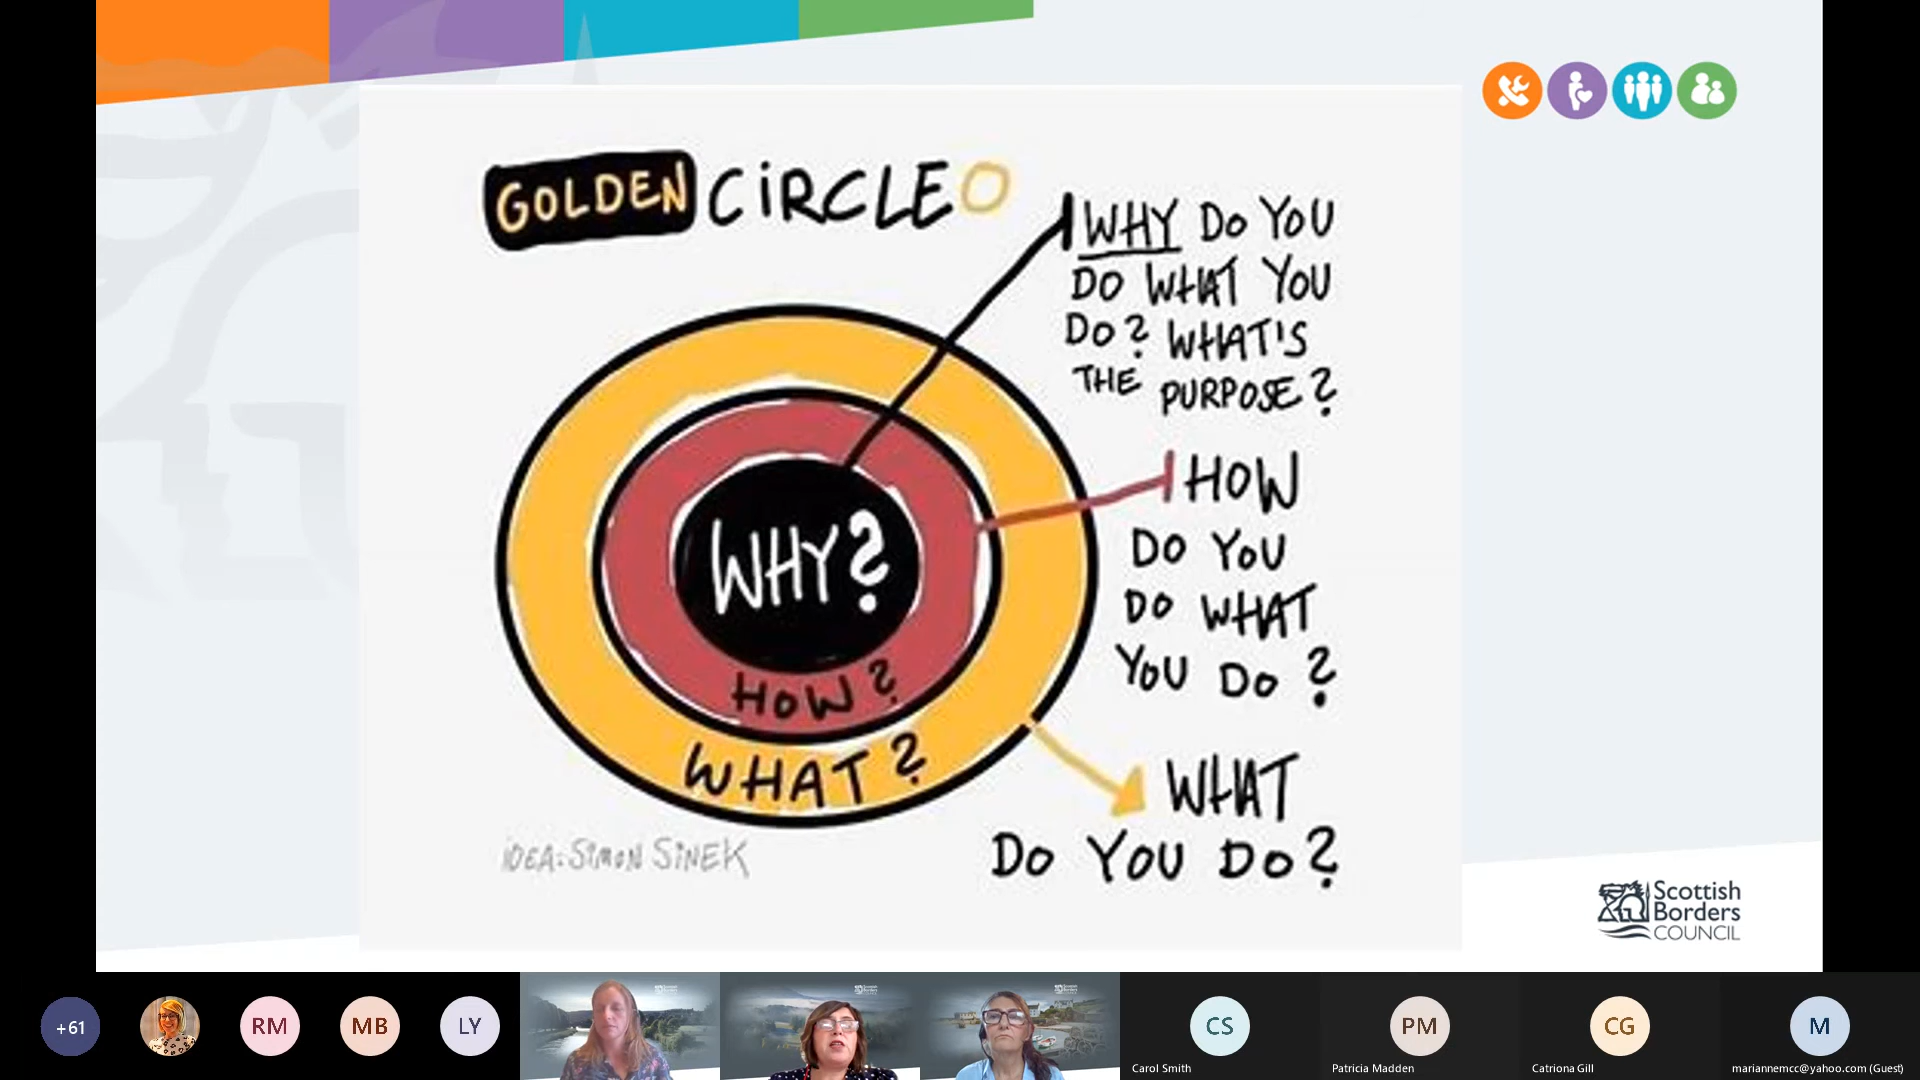 GOLDEN CIRCLE
WHY DO YOU
DO WHAT YOU
DO? WHAT'S
THE PURPOSE?
HOW
DO YOU
DO WHAT
YOU DO?
WHAT
DO YOU DO?
WHY?
HOW?
WHAT?
IDEA: SIMON SINEK
Scottish
Borders
COUNCIL
+61
RM
MB
LY
CS
Carol Smith
PM
Patricia Madden
CG
Catriona Gill
M
mariannemcc@yahoo.com (Guest)